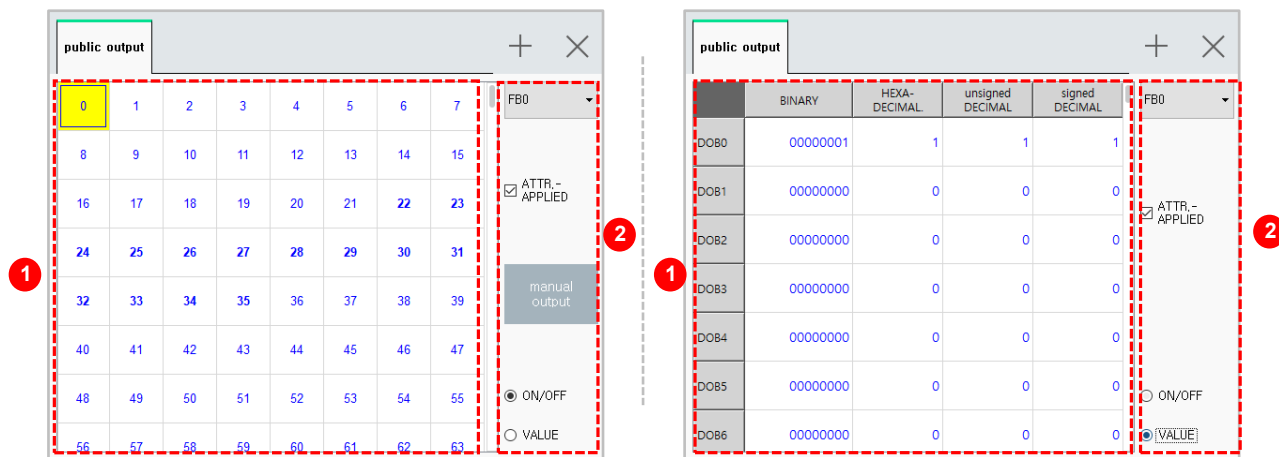 public output
0 1 2 3 4 5 6 7
8 9 10 11 12 13 14 15
16 17 18 19 20 21 22 23
24 25 26 27 28 29 30 31
32 33 34 35 36 37 38 39
40 41 42 43 44 45 46 47
48 49 50 51 52 53 54 55
56 57 58 59 60 61 62 63
1
FB0
ATTR.-
APPLIED
manual
output
ON/OFF
VALUE
2
public output
BINARY HEXA-DECIMAL. unsigned DECIMAL signed DECIMAL
DOB0 00000001 1 1 1
DOB1 00000000 0 0 0
DOB2 00000000 0 0 0
DOB3 00000000 0 0 0
DOB4 00000000 0 0 0
DOB5 00000000 0 0 0
DOB6 00000000 0 0 0
1
FB0
ATTR.-
APPLIED
ON/OFF
VALUE
2